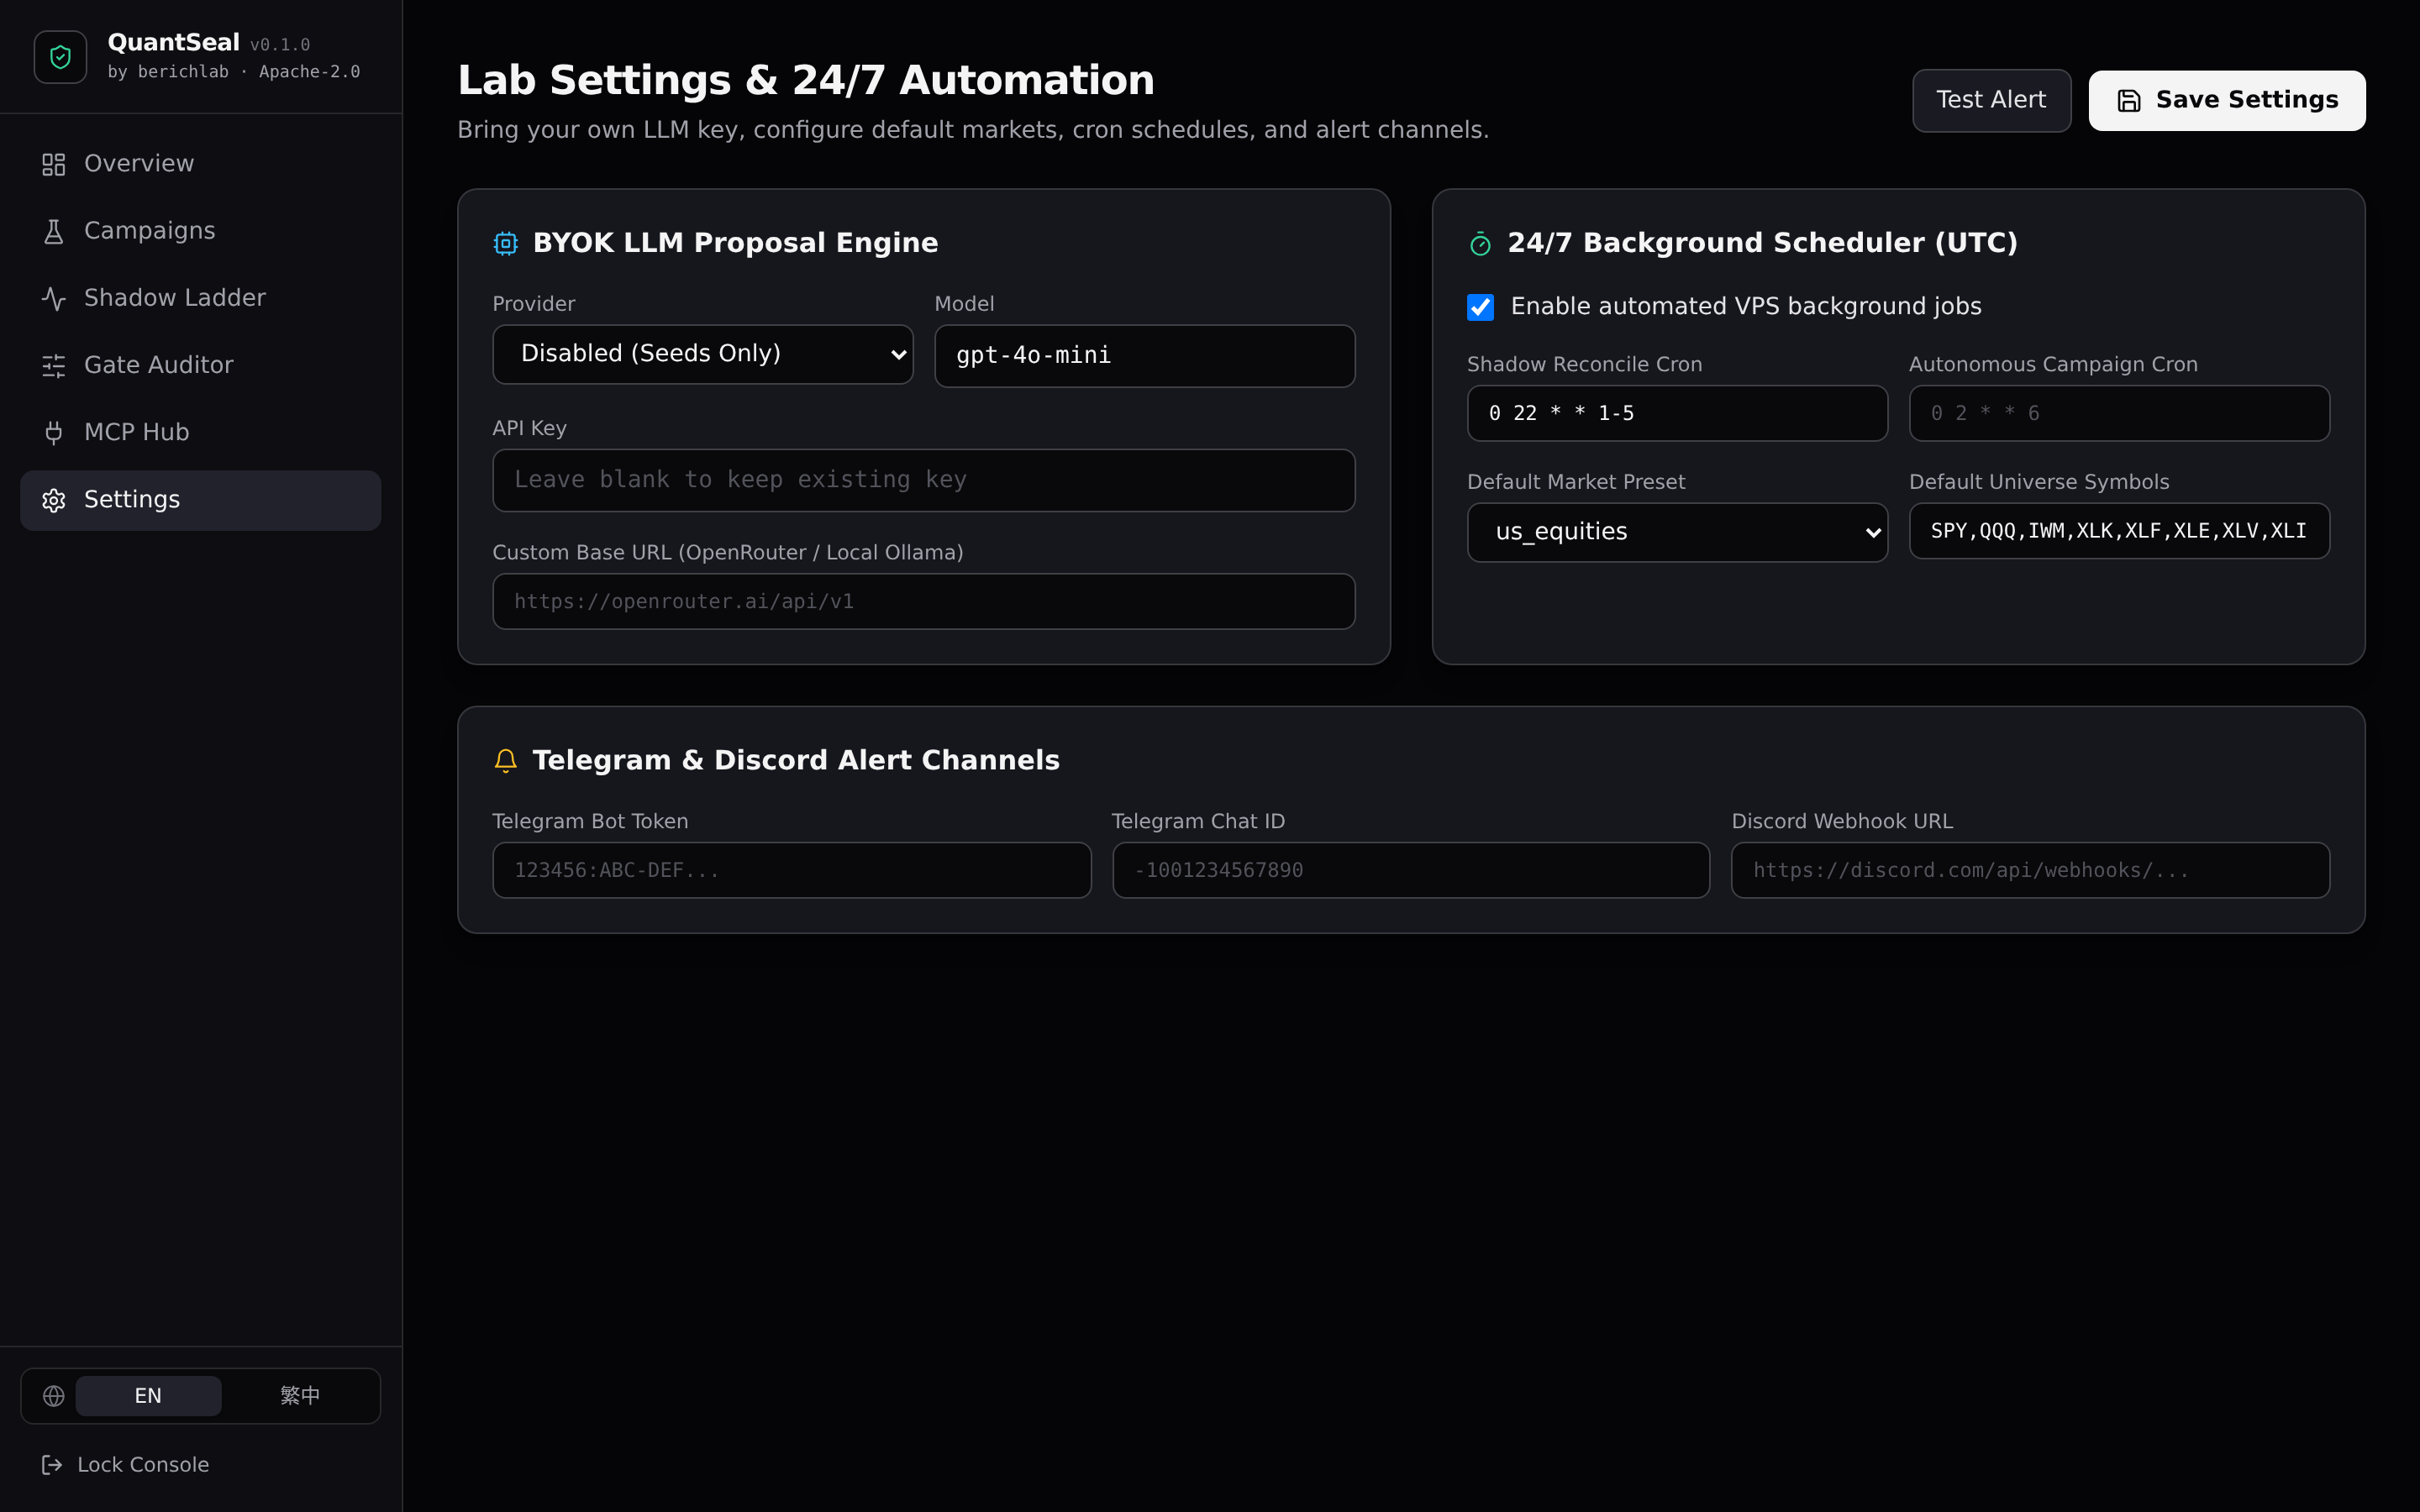 QuantSeal v0.1.0
by berichlab · Apache-2.0
Overview
Campaigns
Shadow Ladder
Gate Auditor
MCP Hub
Settings
EN
繁中
Lock Console
Lab Settings & 24/7 Automation
Bring your own LLM key, configure default markets, cron schedules, and alert channels.
Test Alert
Save Settings
BYOK LLM Proposal Engine
Provider
Model
Disabled (Seeds Only)
gpt-4o-mini
API Key
Leave blank to keep existing key
Custom Base URL (OpenRouter / Local Ollama)
https://openrouter.ai/api/v1
24/7 Background Scheduler (UTC)
Enable automated VPS background jobs
Shadow Reconcile Cron
Autonomous Campaign Cron
0 22 * * 1-5
0 2 * * 6
Default Market Preset
Default Universe Symbols
us_equities
SPY,QQQ,IWM,XLK,XLF,XLE,XLV,XLI
Telegram & Discord Alert Channels
Telegram Bot Token
Telegram Chat ID
Discord Webhook URL
123456:ABC-DEF...
-1001234567890
https://discord.com/api/webhooks/...